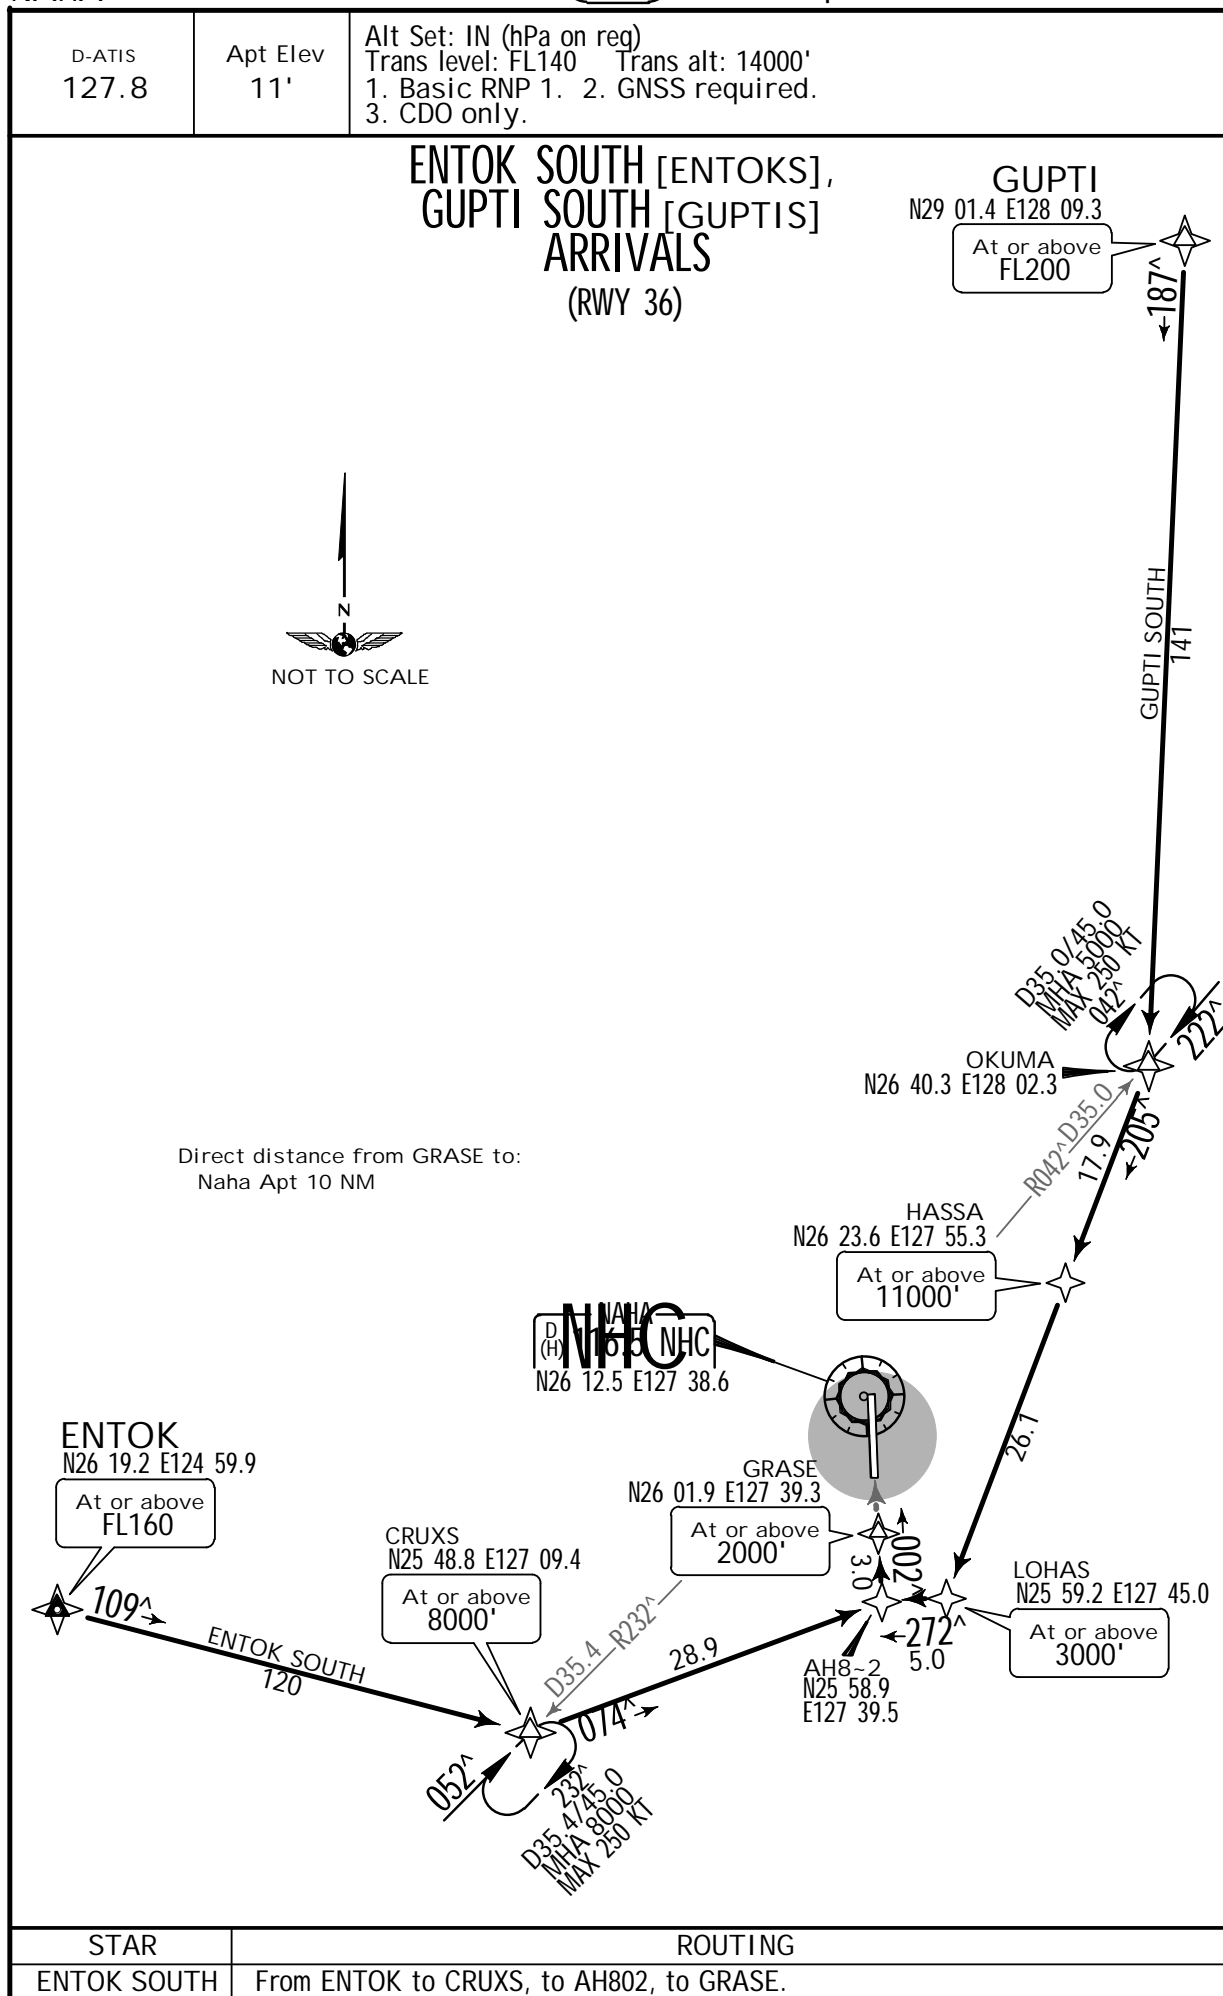 D-ATIS
127.8
Apt Elev
11'
Alt Set: IN (hPa on req)
Trans level: FL140 Trans alt: 14000'
1. Basic RNP 1. 2. GNSS required.
3. CDO only.
ENTOK SOUTH [ENTOKS],
GUPTI SOUTH [GUPTIS]
ARRIVALS
(RWY 36)
GUPTI
N29 01.4 E128 09.3
At or above
FL200
187^
N
NOT TO SCALE
GUPTI SOUTH
141
D35.0/45.0
MHA 5000
MAX 250 KT
042^
222^
OKUMA
N26 40.3 E128 02.3
R042^ D35.0
17.9
205^
Direct distance from GRASE to:
Naha Apt 10 NM
HASSA
N26 23.6 E127 55.3
At or above
11000'
NAHA
D
(H) 116.5 NHC
NHC
N26 12.5 E127 38.6
26.1
ENTOK
N26 19.2 E124 59.9
At or above
FL160
109^
ENTOK SOUTH
120
GRASE
N26 01.9 E127 39.3
At or above
2000'
002^
3.0
CRUXS
N25 48.8 E127 09.4
At or above
8000'
D35.4 R232^
28.9
074^
LOHAS
N25 59.2 E127 45.0
At or above
3000'
272^
5.0
AH8~2
N25 58.9
E127 39.5
052^
232^
D35.4/45.0
MHA 8000
MAX 250 KT
STAR ROUTING
ENTOK SOUTH From ENTOK to CRUXS, to AH802, to GRASE.